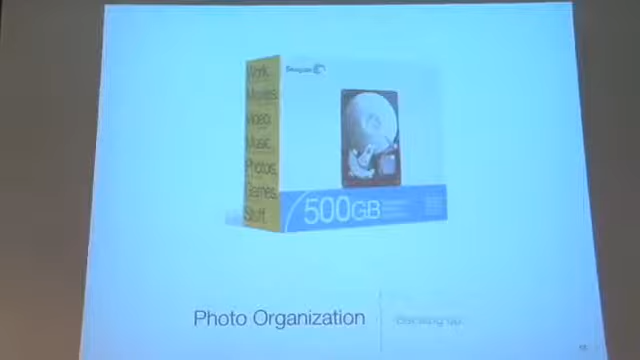 Seagate
Work.
Movies.
Video.
Music.
Photos.
Games.
Stuff.
500GB
Photo Organization